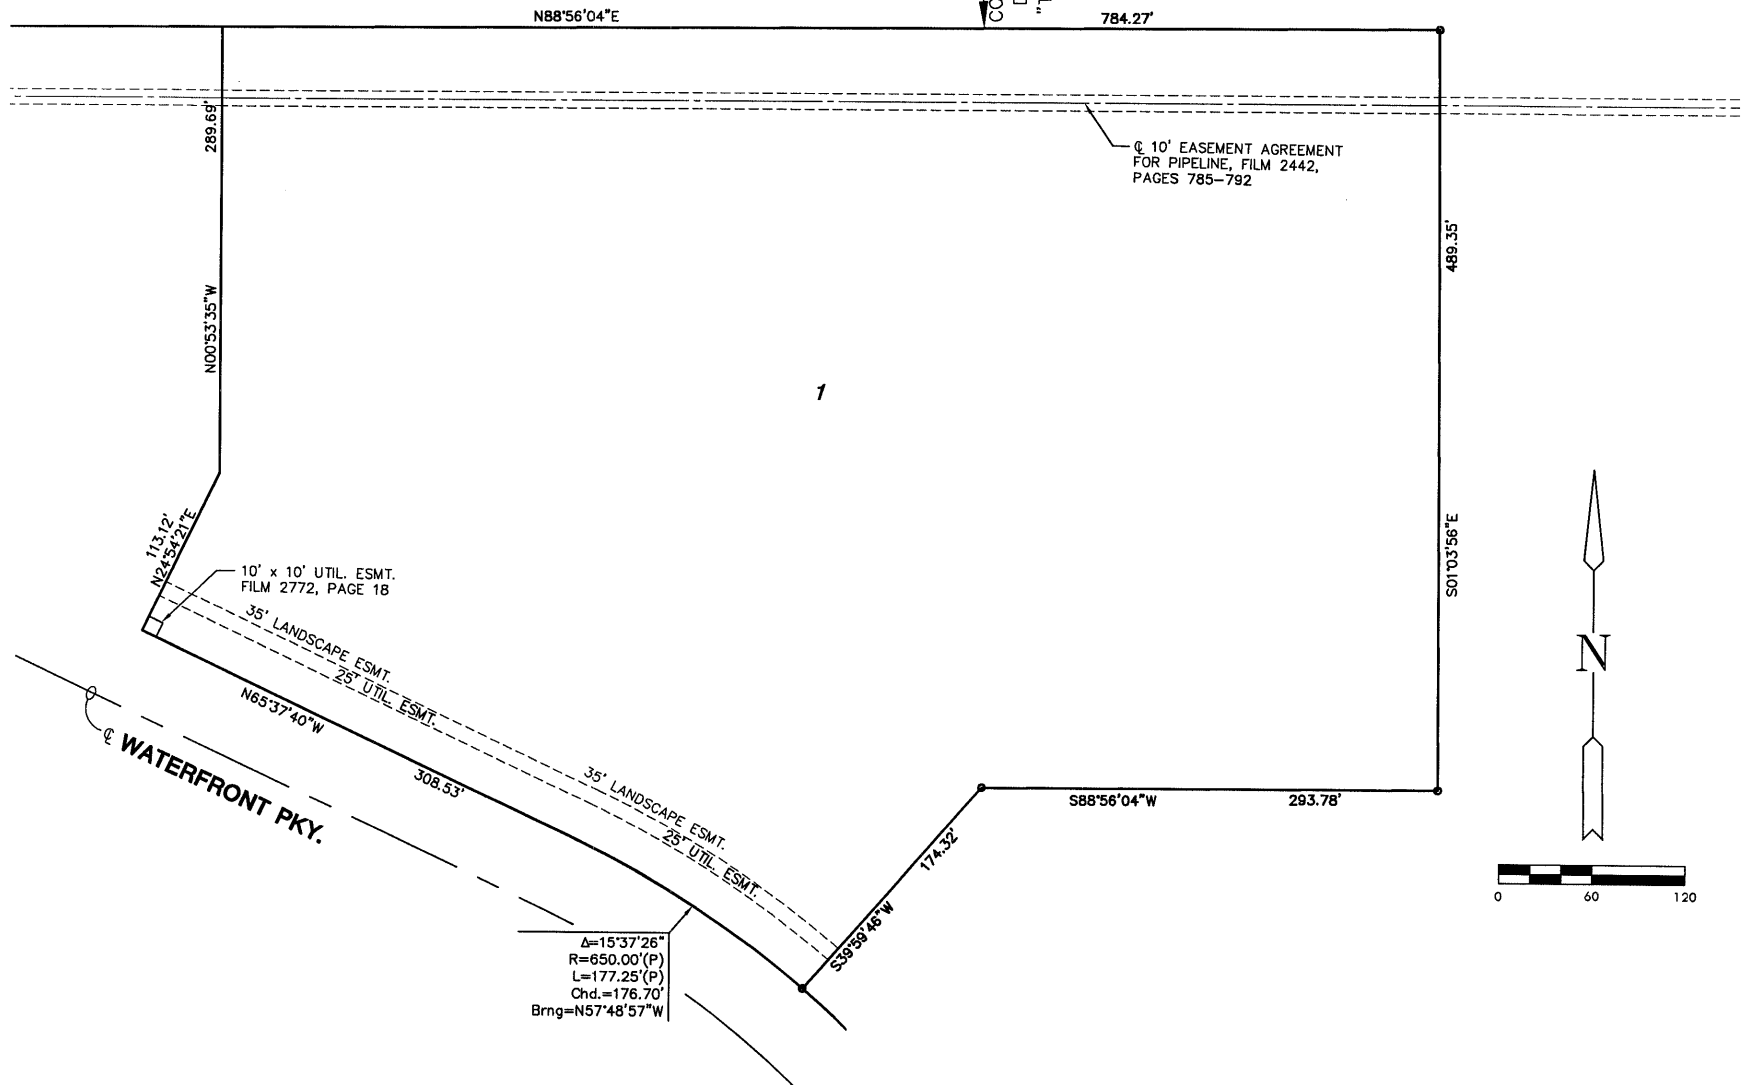 N88°56'04"E
784.27'
289.69'
N00°53'35"W
℄ 10' EASEMENT AGREEMENT
FOR PIPELINE, FILM 2442,
PAGES 785-792
489.35'
S01°03'56"E
1
113.12'
N24°54'21"E
10' x 10' UTIL. ESMT.
FILM 2772, PAGE 18
35' LANDSCAPE ESMT.
25' UTIL. ESMT.
N65°37'40"W
308.53'
℄ WATERFRONT PKY.
35' LANDSCAPE ESMT.
25' UTIL. ESMT.
S88°56'04"W
293.78'
174.32'
S39°59'46"W
Δ=15°37'26"
R=650.00'(P)
L=177.25'(P)
Chd.=176.70'
Brng=N57°48'57"W
N
0 60 120